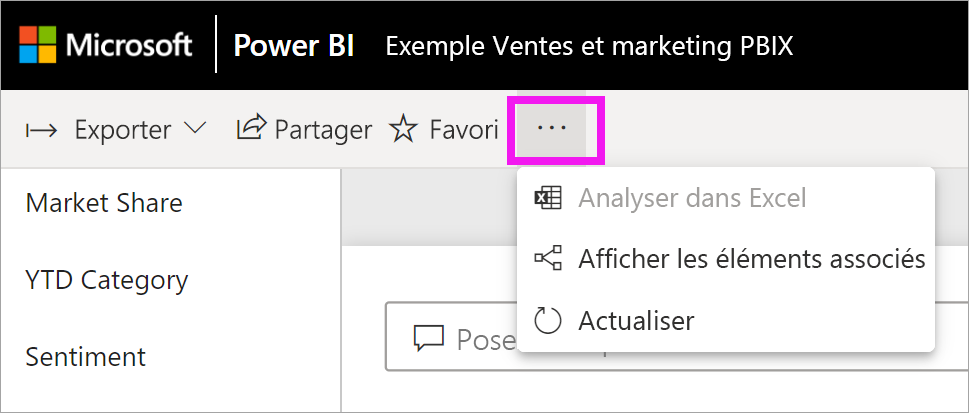 Microsoft Power BI Exemple Ventes et marketing PBIX
Exporter Partager Favori ...
Market Share
YTD Category
Sentiment
Analyser dans Excel
Afficher les éléments associés
Actualiser
Pose